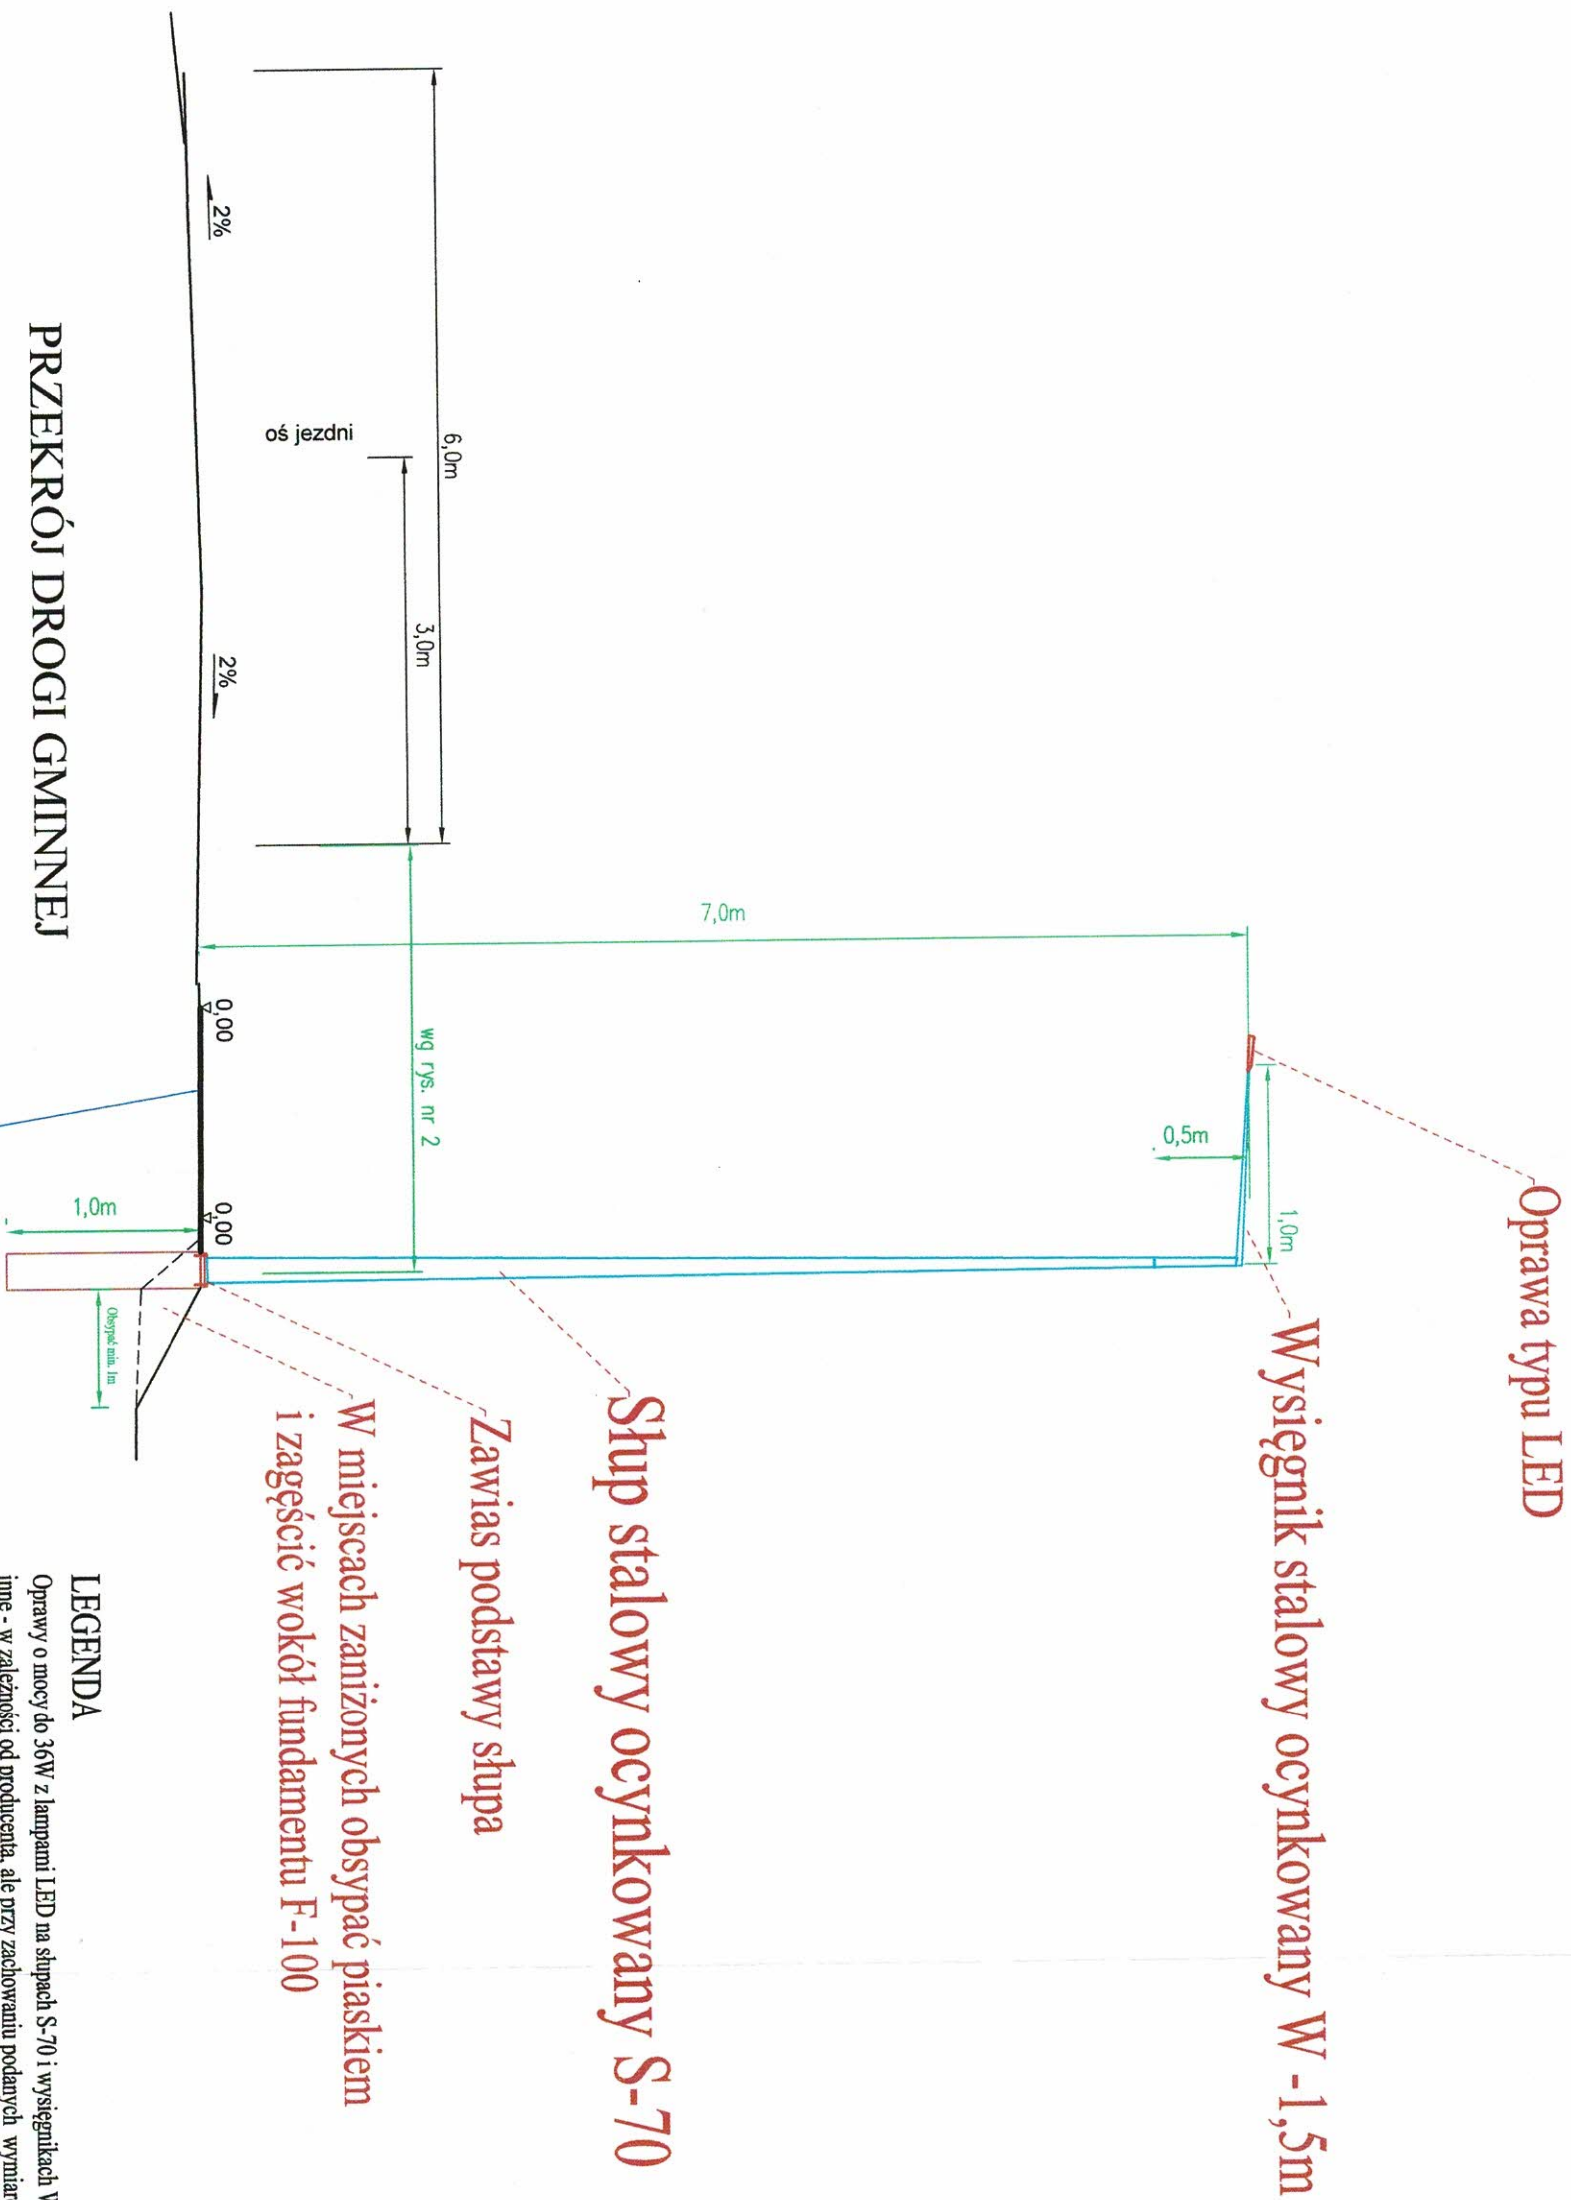 Oprawa typu LED
Wysięgnik stalowy ocynkowany W -1,5m
1,0m
0,5m
7,0m
Słup stalowy ocynkowany S-70
Zawias podstawy słupa
6,0m
3,0m
oś jezdni
wg rys. nr 2
W miejscach zaniżonych obsypać piaskiem
i zagęścić wokół fundamentu F-100
2%
2%
0,00
0,00
1,0m
Obsypać min. 1m
PRZEKRÓJ DROGI GMINNEJ
LEGENDA
Oprawy o mocy do 36W z lampami LED na słupach S-70 i wysięgnikach
inne - w zależności od producenta, ale przy zachowaniu podanych